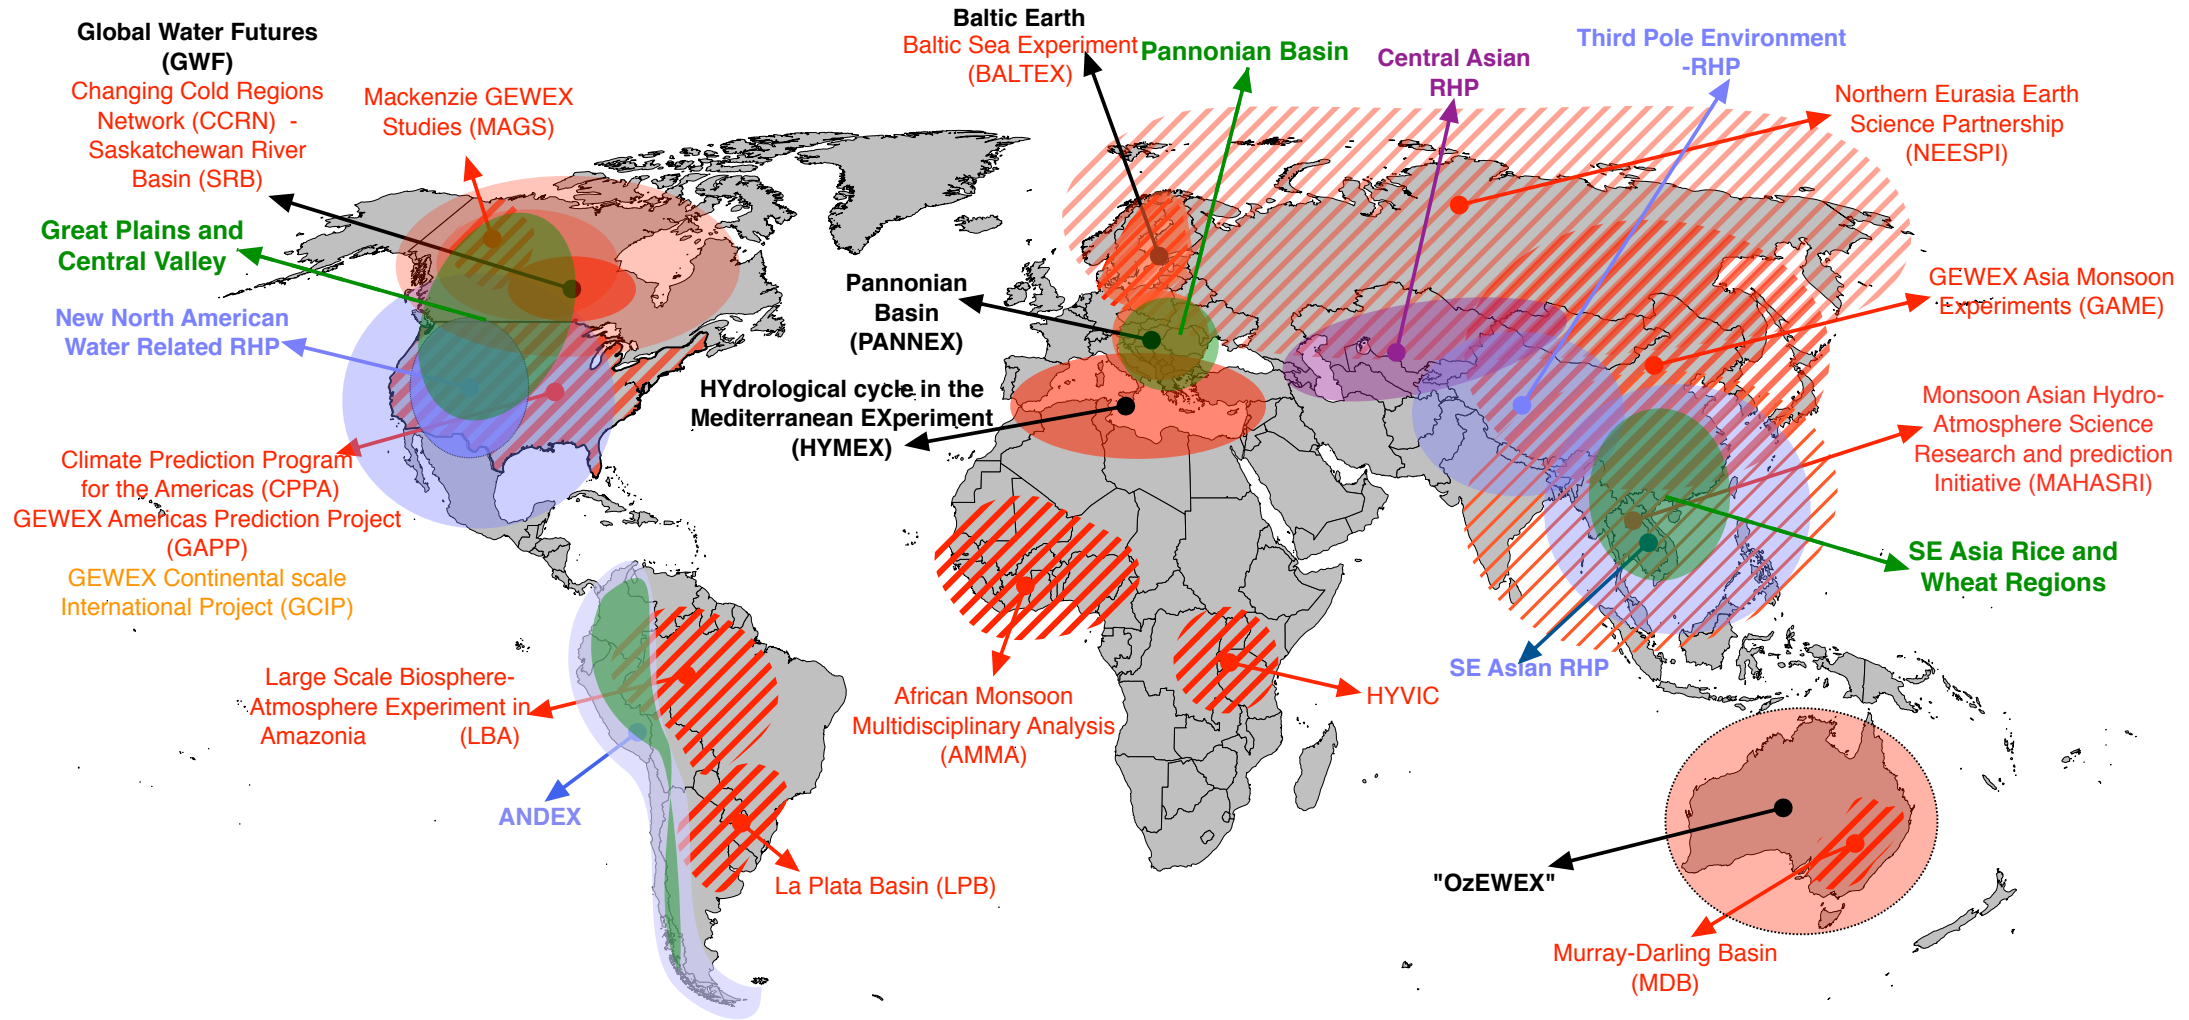 Global Water Futures
(GWF)
Changing Cold Regions
Network (CCRN) -
Saskatchewan River
Basin (SRB)
Mackenzie GEWEX
Studies (MAGS)
Great Plains and
Central Valley
New North American
Water Related RHP
Climate Prediction Program
for the Americas (CPPA)
GEWEX Americas Prediction Project
(GAPP)
GEWEX Continental scale
International Project (GCIP)
Large Scale Biosphere-
Atmosphere Experiment in
Amazonia (LBA)
ANDEX
La Plata Basin (LPB)
Baltic Earth
Baltic Sea Experiment
(BALTEX)
Pannonian Basin
Central Asian
RHP
Third Pole Environment
-RHP
Northern Eurasia Earth
Science Partnership
(NEESPI)
Pannonian
Basin
(PANNEX)
HYdrological cycle in the
Mediterranean EXperiment
(HYMEX)
GEWEX Asia Monsoon
Experiments (GAME)
Monsoon Asian Hydro-
Atmosphere Science
Research and prediction
Initiative (MAHASRI)
SE Asia Rice and
Wheat Regions
SE Asian RHP
African Monsoon
Multidisciplinary Analysis
(AMMA)
HYVIC
"OzEWEX"
Murray-Darling Basin
(MDB)